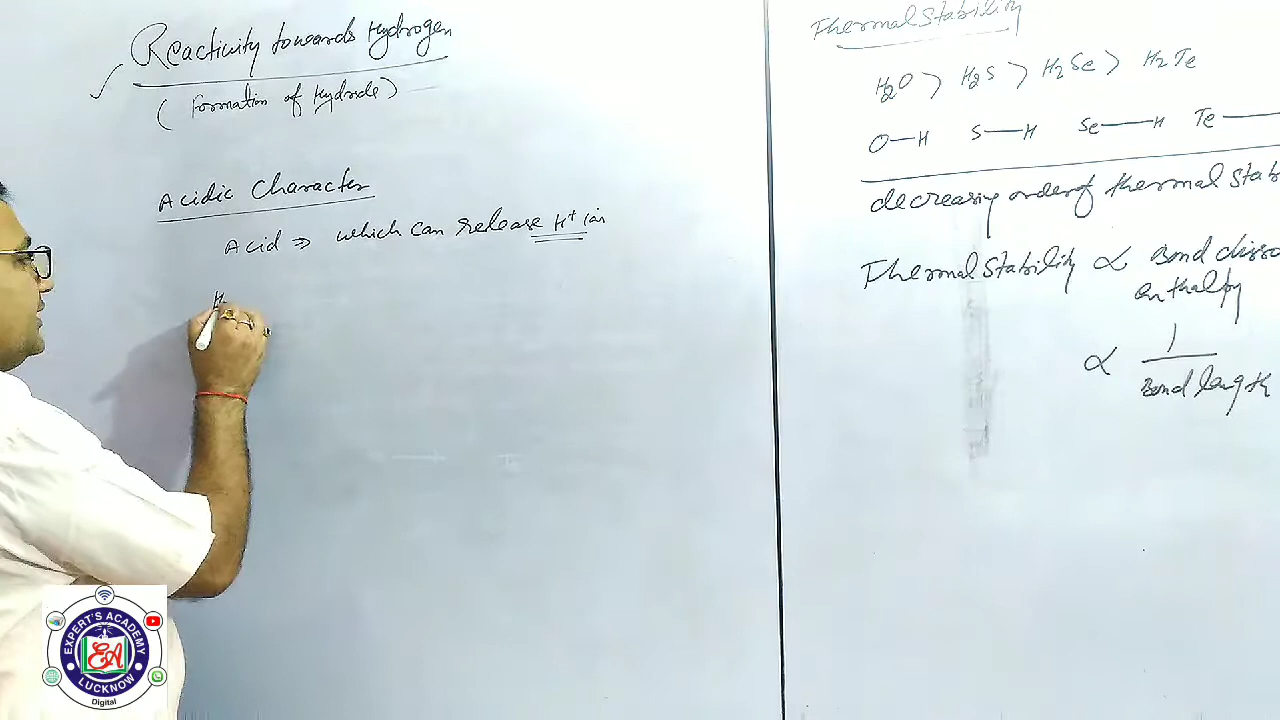 Reactivity towards Hydrogen
(Formation of Hydride)
Acidic Character
Acid ⇒ which can release H+ ion
H
Thermal Stability
H2O > H2S > H2Se > H2Te
O—H S—H Se—H Te—
decreasing order of thermal Stab
Thermal Stability ∝ Bond disso
enthalpy
∝ 1
Bond length
EXPERT'S ACADEMY
EA
LUCKNOW
Digital